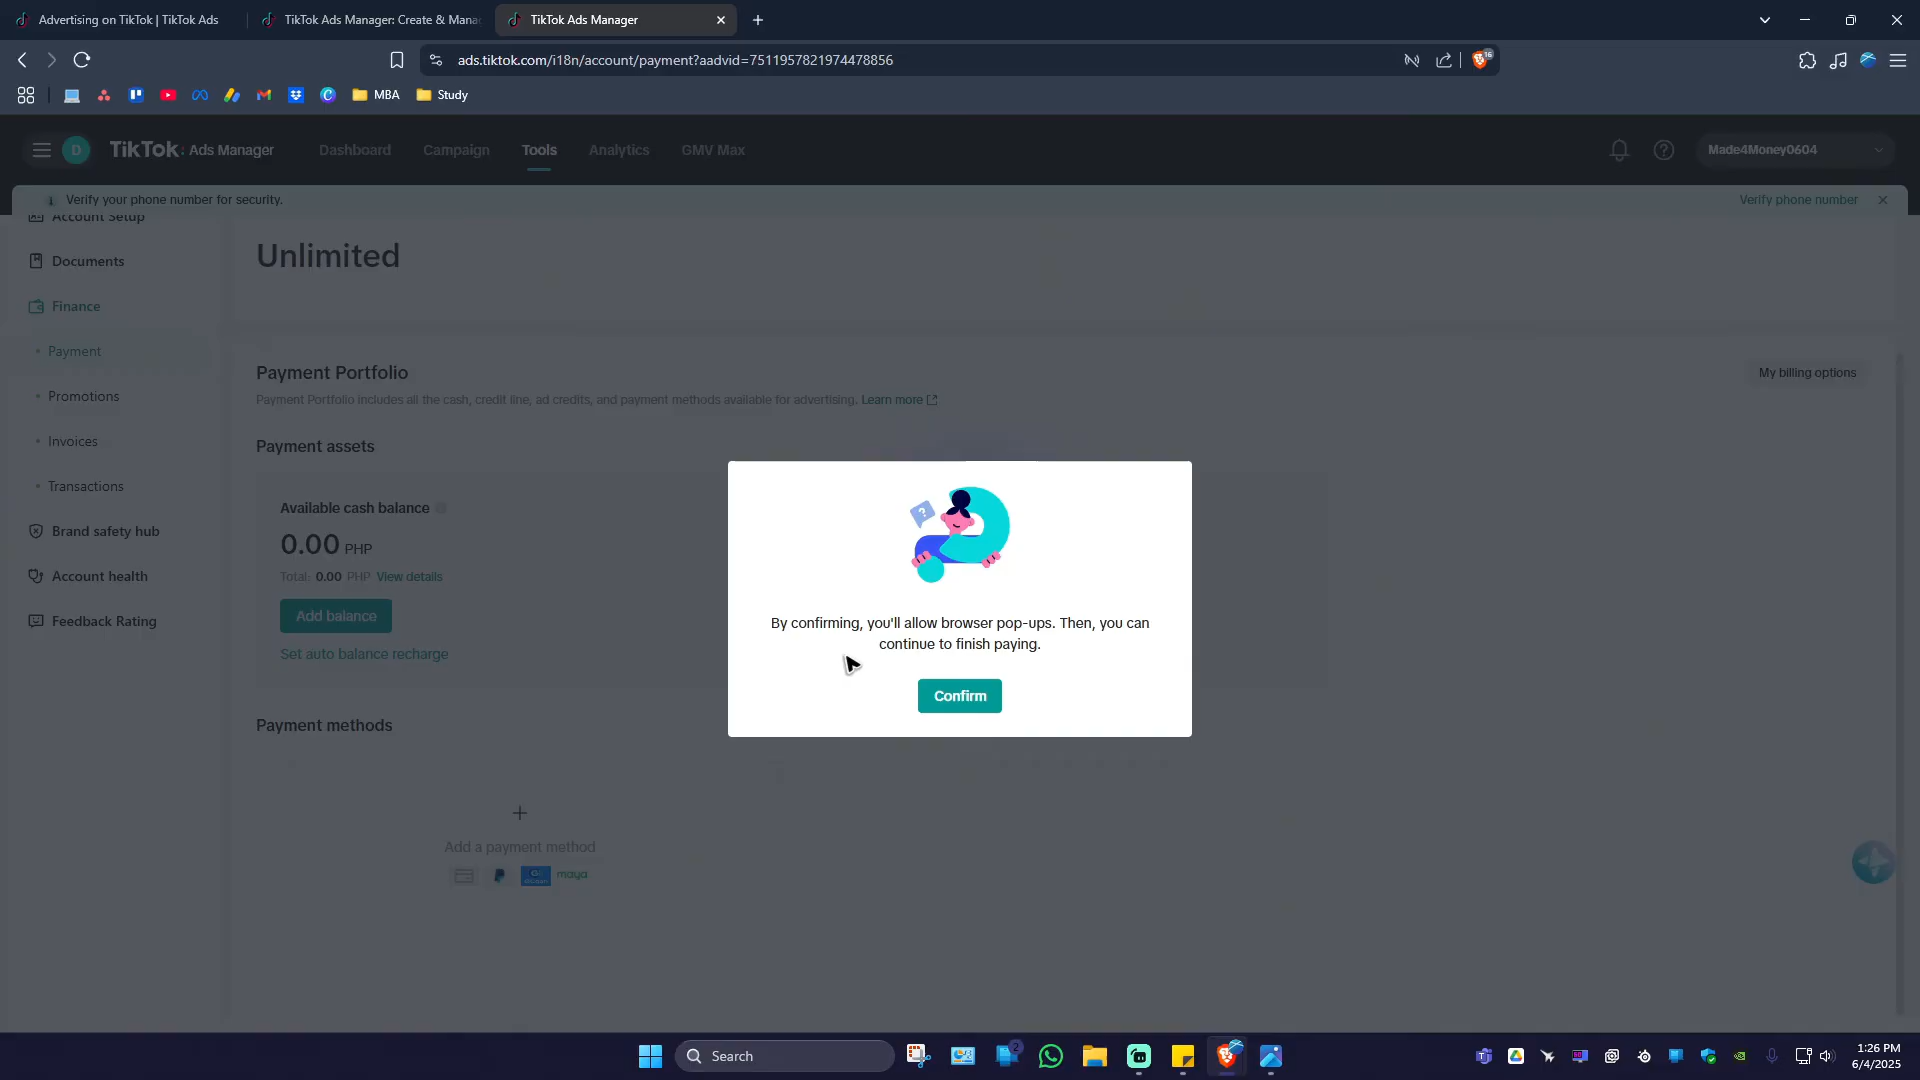 Advertising on TikTok | TikTok Ads
TikTok Ads Manager: Create & Mana
TikTok Ads Manager
ads.tiktok.com/i18n/account/payment?aadvid=7511957821974478856
16
MBA
Study
D
TikTok: Ads Manager
Dashboard
Campaign
Tools
Analytics
GMV Max
Made4Money0604
Verify your phone number for security.
Verify phone number
Account Setup
Documents
Finance
Payment
Promotions
Invoices
Transactions
Brand safety hub
Account health
Feedback Rating
Unlimited
Payment Portfolio
My billing options
Payment Portfolio includes all the cash, credit line, ad credits, and payment methods available for advertising. Learn more
Payment assets
Available cash balance
0.00 PHP
Total: 0.00 PHP View details
Add balance
Set auto balance recharge
Payment methods
Add a payment method
maya
?
By confirming, you'll allow browser pop-ups. Then, you can
continue to finish paying.
Confirm
Search
2
1:26 PM
6/4/2025